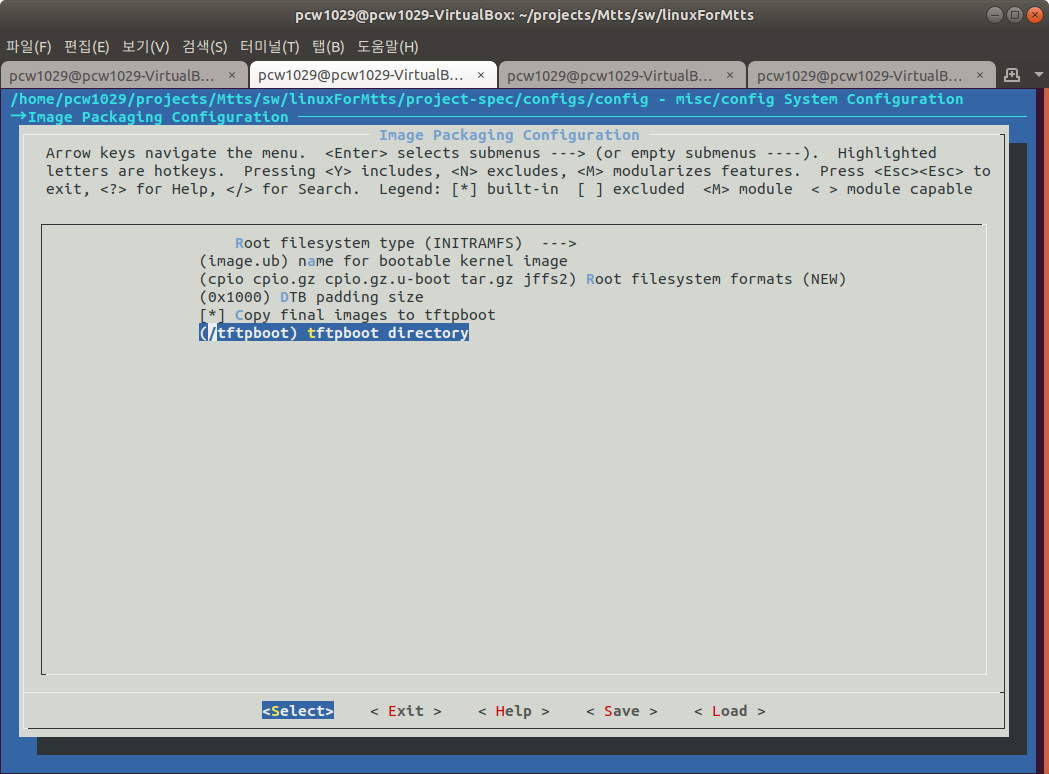 pcw1029@pcw1029-VirtualBox: ~/projects/Mtts/sw/linuxForMtts
파일(F) 편집(E) 보기(V) 검색(S) 터미널(T) 탭(B) 도움말(H)
pcw1029@pcw1029-VirtualB... × pcw1029@pcw1029-VirtualB... × pcw1029@pcw1029-VirtualB... × pcw1029@pcw1029-VirtualB... ×
/home/pcw1029/projects/Mtts/sw/linuxForMtts/project-spec/configs/config - misc/config System Configuration
→Image Packaging Configuration
Image Packaging Configuration
Arrow keys navigate the menu. <Enter> selects submenus ---> (or empty submenus ----). Highlighted
letters are hotkeys. Pressing <Y> includes, <N> excludes, <M> modularizes features. Press <Esc><Esc> to
exit, <?> for Help, </> for Search. Legend: [*] built-in [ ] excluded <M> module < > module capable
Root filesystem type (INITRAMFS) --->
(image.ub) name for bootable kernel image
(cpio cpio.gz cpio.gz.u-boot tar.gz jffs2) Root filesystem formats (NEW)
(0x1000) DTB padding size
[*] Copy final images to tftpboot
(/tftpboot) tftpboot directory
<Select> < Exit > < Help > < Save > < Load >